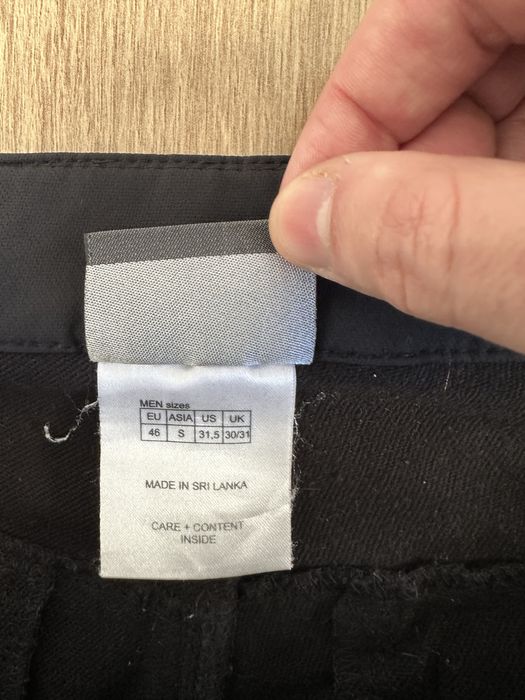 MEN sizes
EU ASIA US UK
46 S 31,5 30/31
MADE IN SRI LANKA
CARE + CONTENT
INSIDE